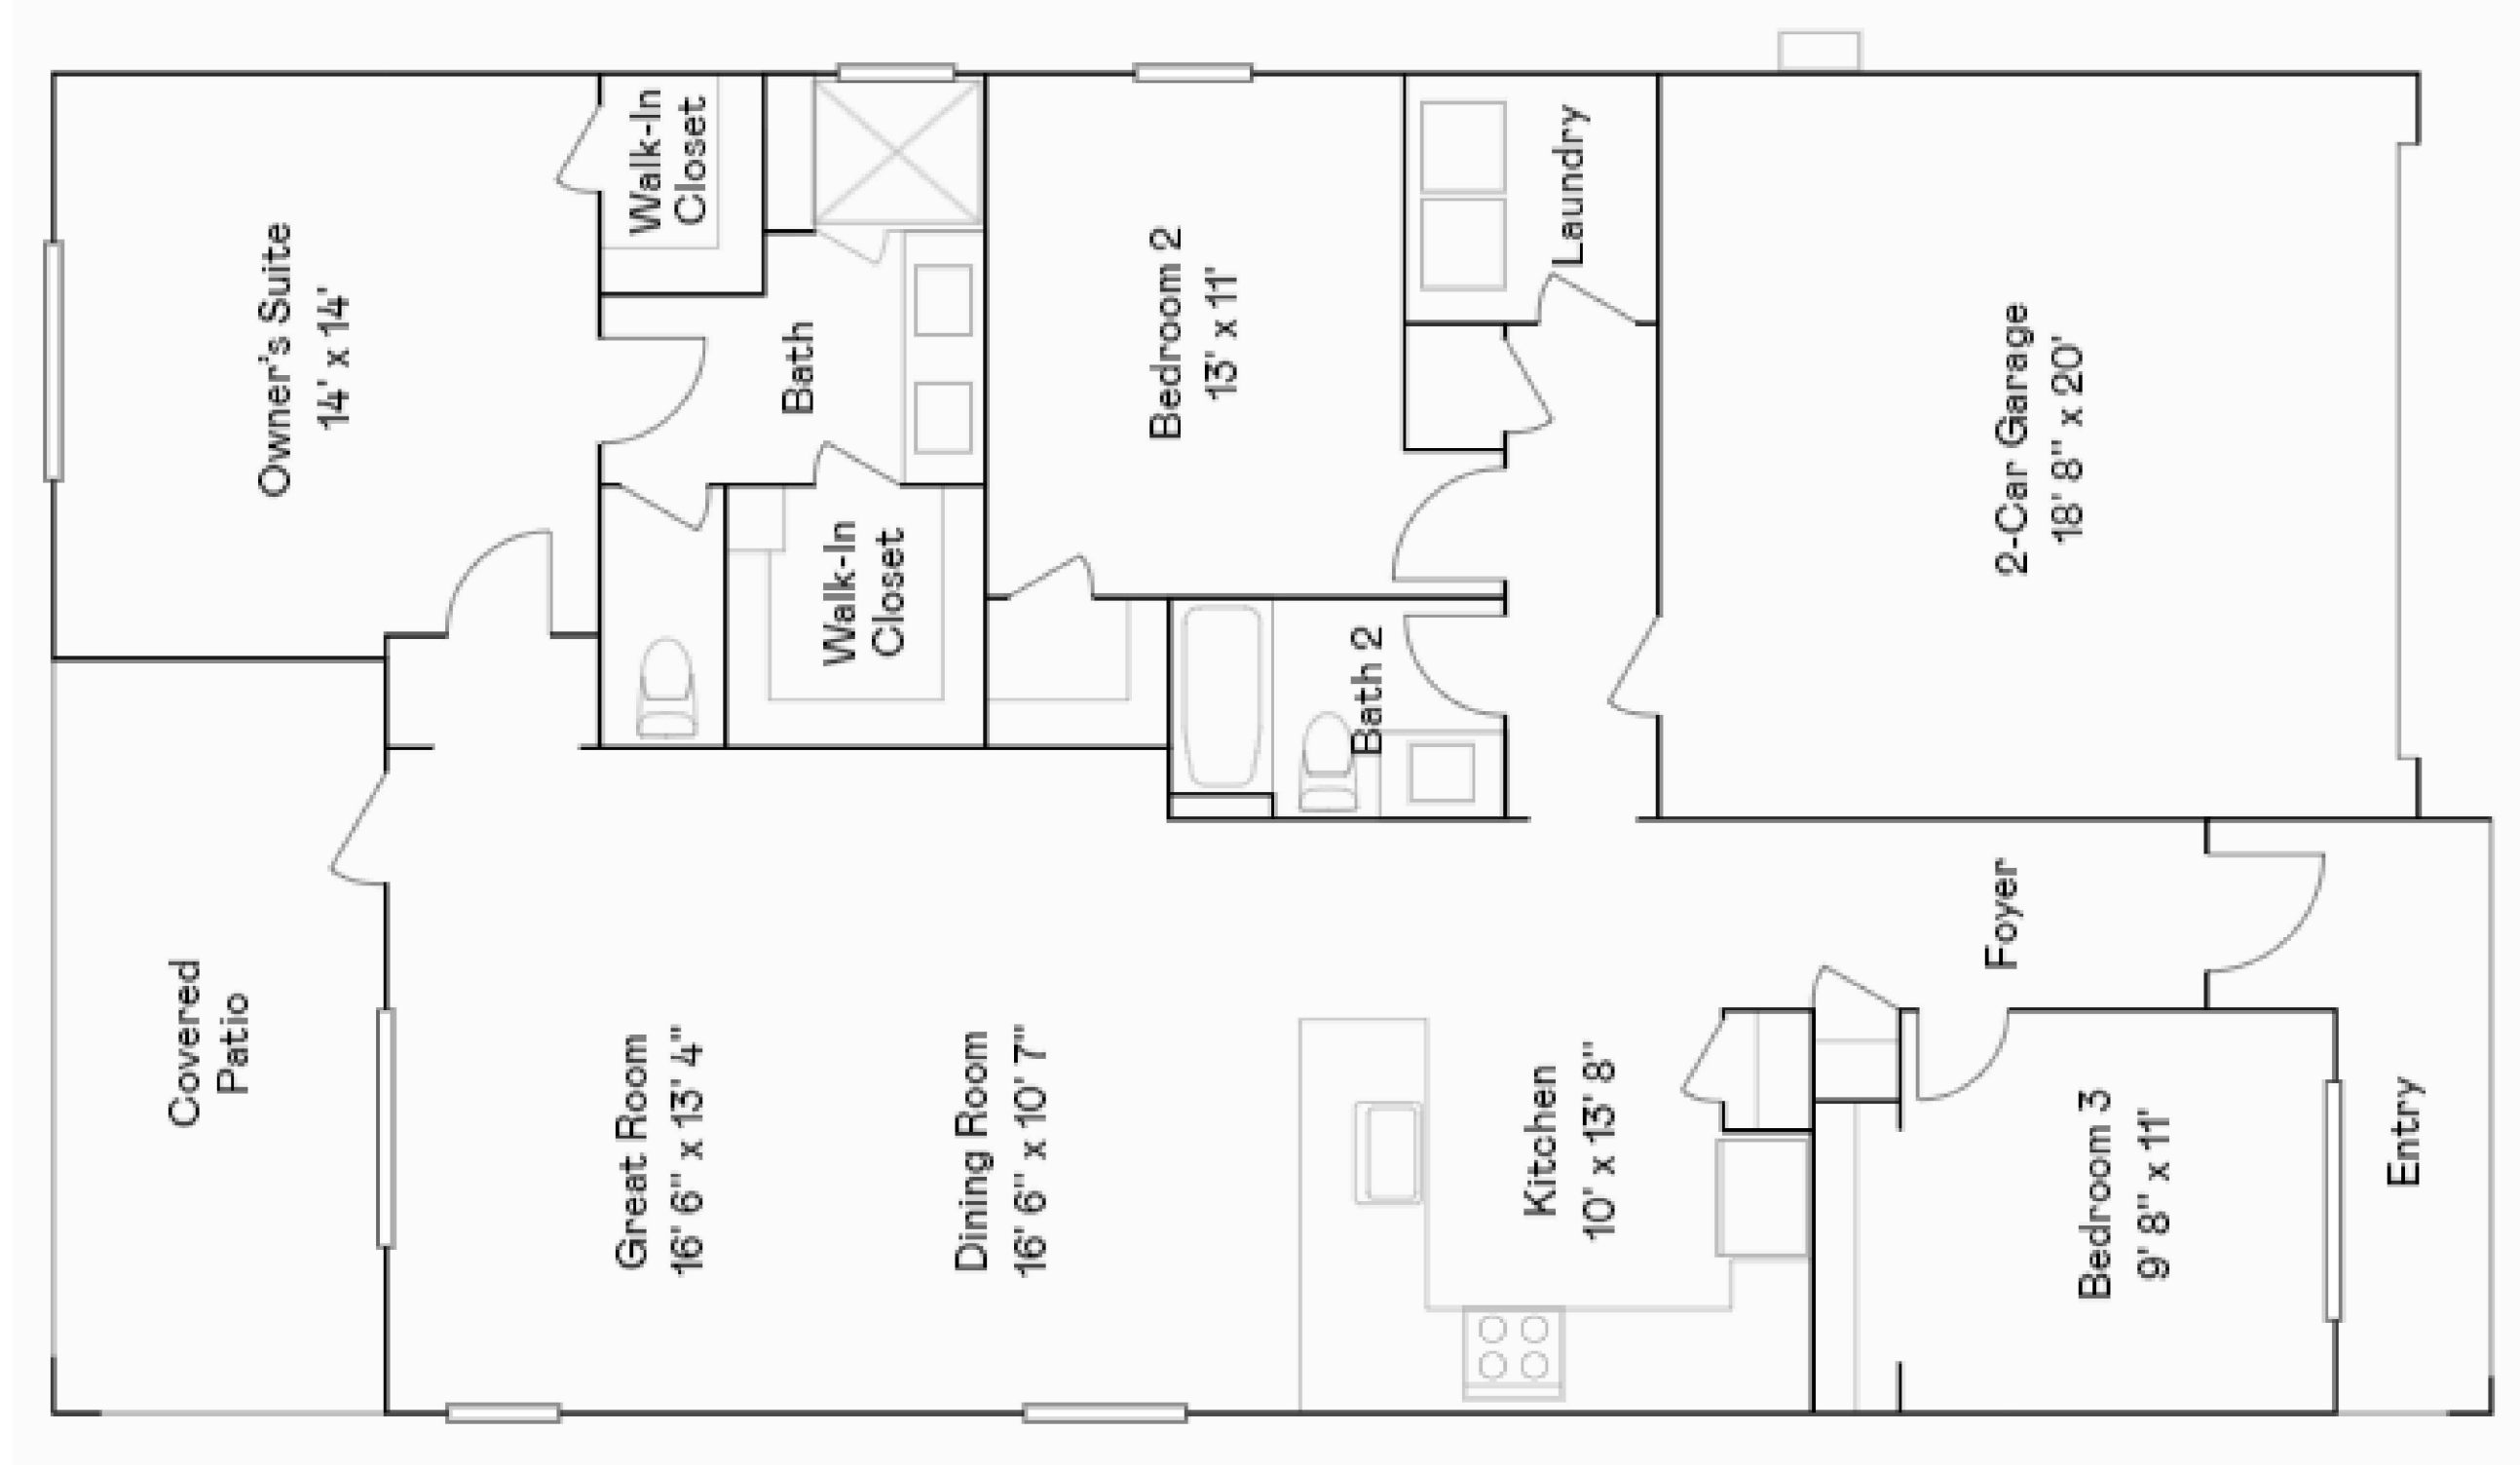 Owner's Suite
14' x 14'
Walk-In
Closet
Bath
Walk-In
Closet
Bedroom 2
13' x 11'
Laundry
Bath 2
2-Car Garage
18' 8" x 20'
Covered
Patio
Great Room
16' 6" x 13' 4"
Dining Room
16' 6" x 10' 7"
Kitchen
10' x 13' 8"
Foyer
Bedroom 3
9' 8" x 11'
Entry